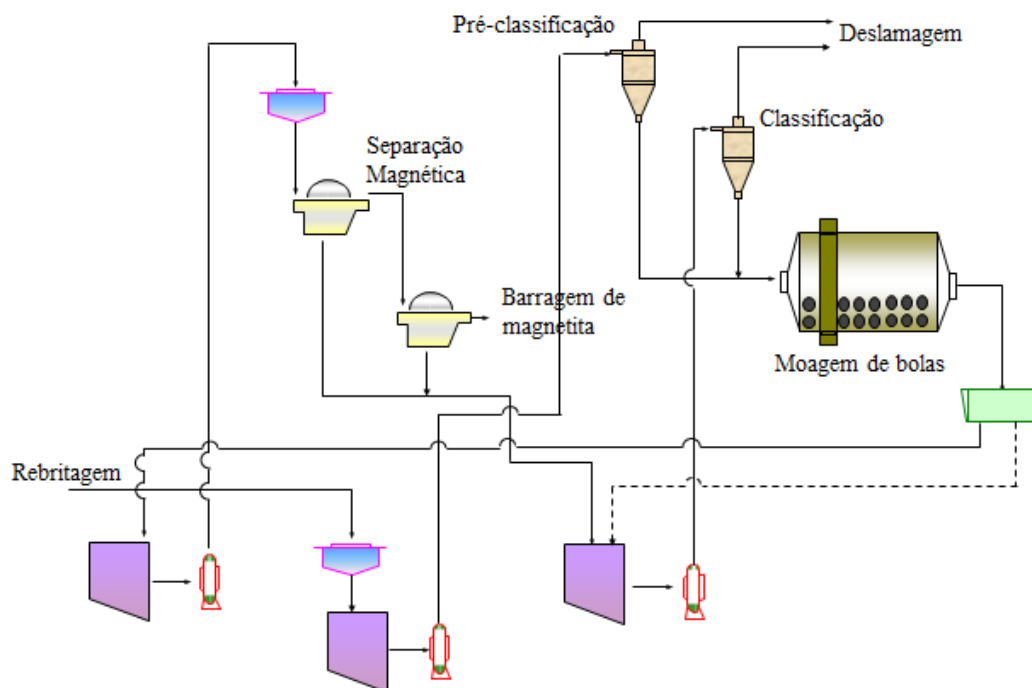 Pré-classificação
Deslamagem
Classificação
Separação
Magnética
Barragem de
magnetita
Moagem de bolas
Rebritagem